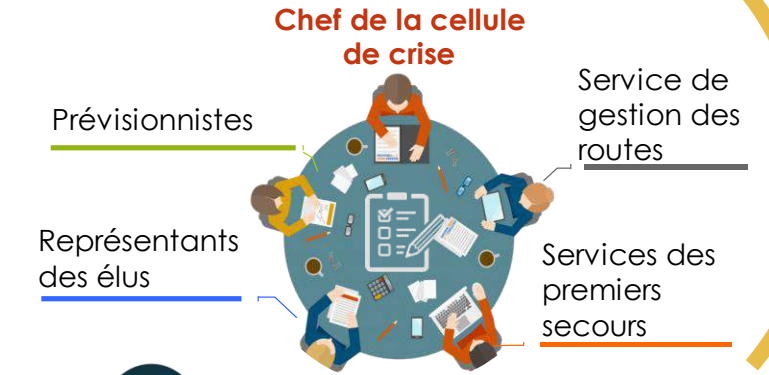 Chef de la cellule
de crise
Prévisionnistes
Service de
gestion des
routes
Représentants
des élus
Services des
premiers
secours